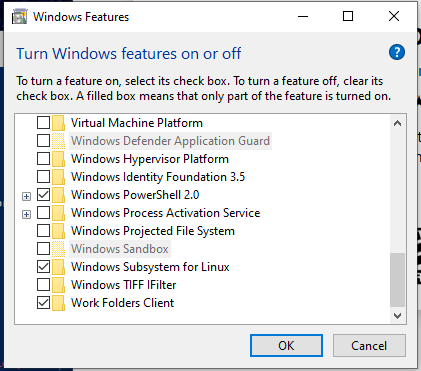 Windows Features
Turn Windows features on or off
To turn a feature on, select its check box. To turn a feature off, clear its
check box. A filled box means that only part of the feature is turned on.
Virtual Machine Platform
Windows Defender Application Guard
Windows Hypervisor Platform
Windows Identity Foundation 3.5
Windows PowerShell 2.0
Windows Process Activation Service
Windows Projected File System
Windows Sandbox
Windows Subsystem for Linux
Windows TIFF IFilter
Work Folders Client
OK Cancel